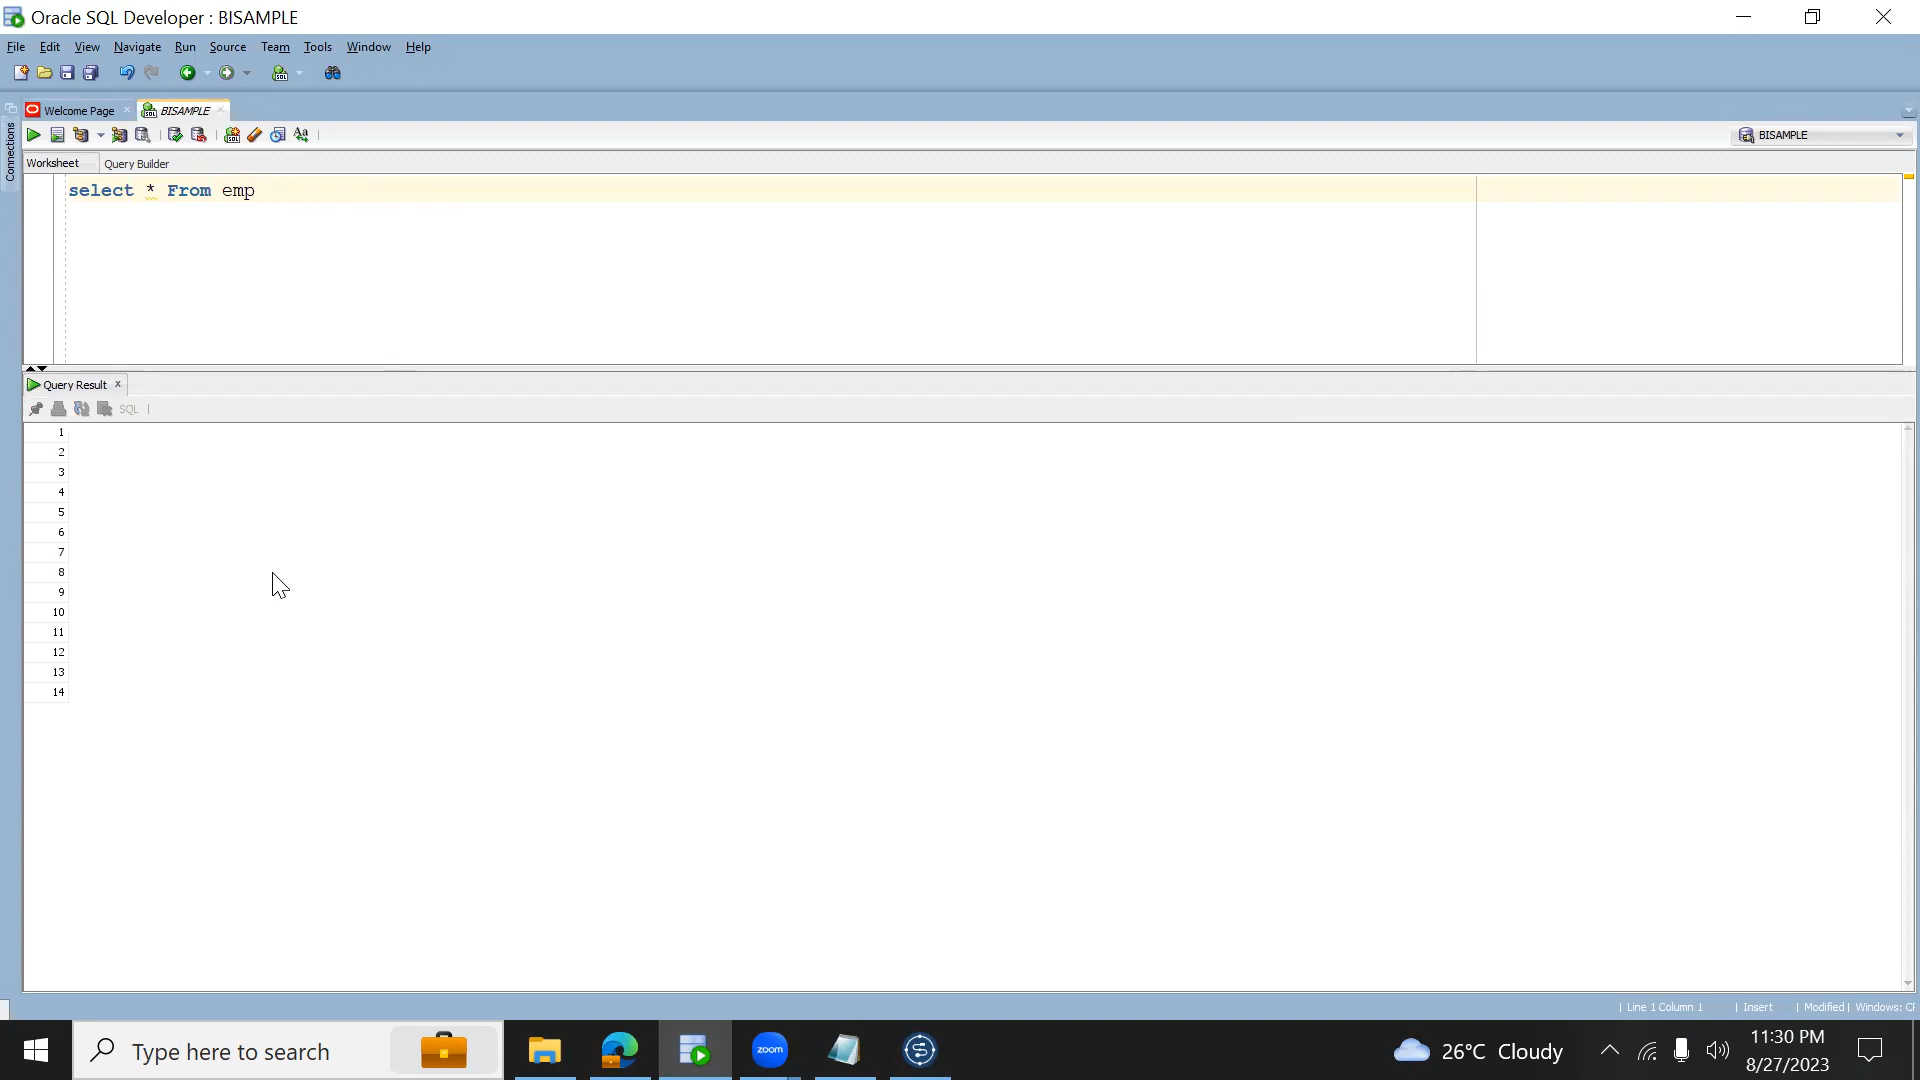 Oracle SQL Developer : BISAMPLE
File Edit View Navigate Run Source Team Tools Window Help
Welcome Page BISAMPLE
BISAMPLE
Connections
Worksheet Query Builder
select * From emp
Query Result
SQL
1
2
3
4
5
6
7
8
9
10
11
12
13
14
Line 1 Column 1 Insert Modified Windows: CF
Type here to search
zoom
26°C Cloudy
11:30 PM
8/27/2023